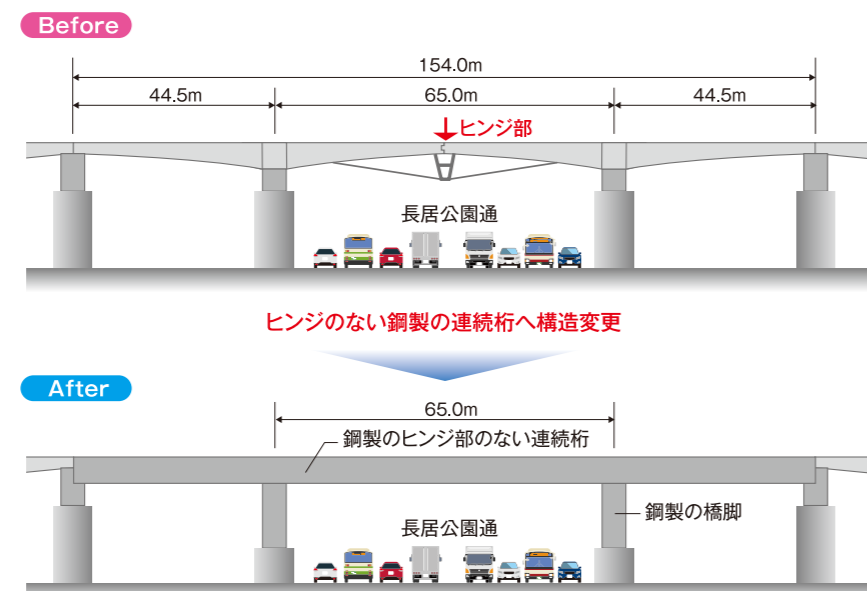 Before
154.0m
44.5m
65.0m
44.5m
ヒンジ部
長居公園通
ヒンジのない鋼製の連続桁へ構造変更
After
65.0m
鋼製のヒンジ部のない連続桁
鋼製の橋脚
長居公園通